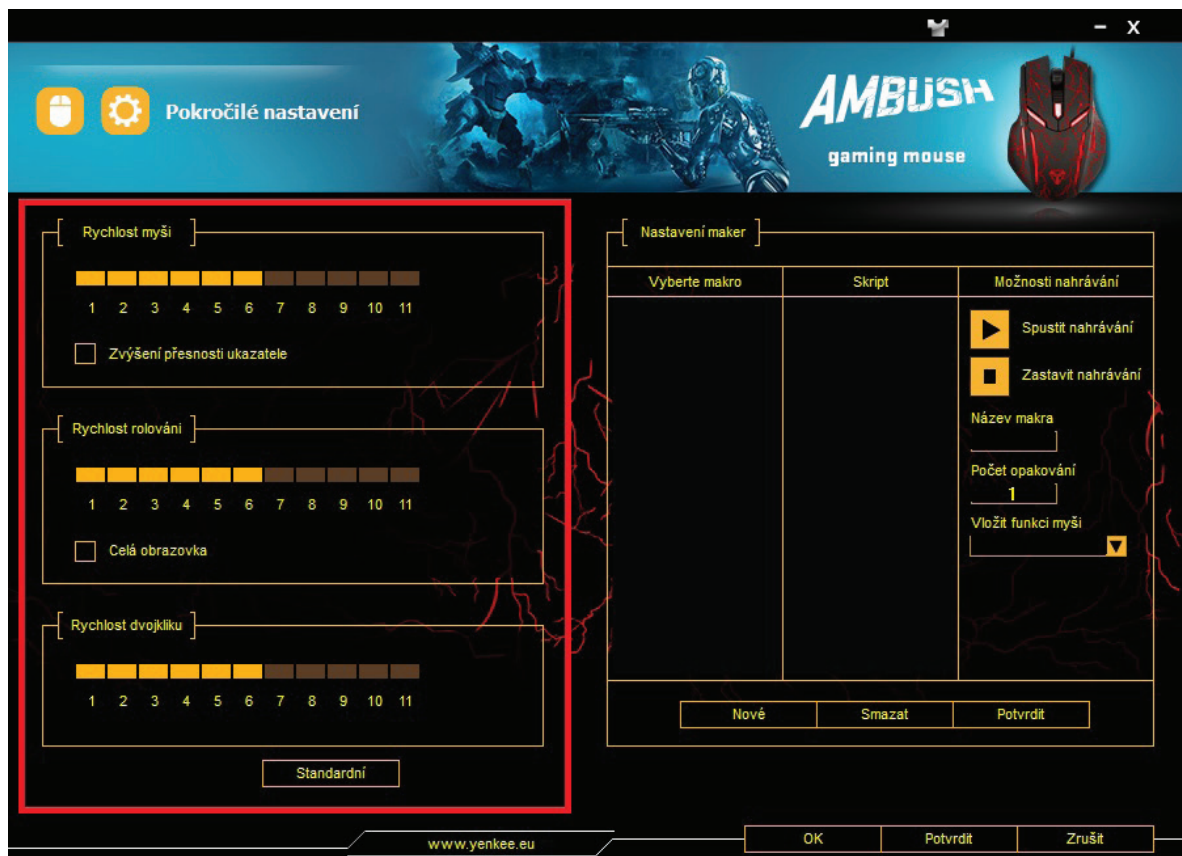 X
Pokročilé nastavení
AMBUSH
gaming mouse
Rychlost myši
1 2 3 4 5 6 7 8 9 10 11
Zvýšení přesnosti ukazatele
Rychlost rolováni
1 2 3 4 5 6 7 8 9 10 11
Celá obrazovka
Rychlost dvojkliku
1 2 3 4 5 6 7 8 9 10 11
Standardní
Nastavení maker
Vyberte makro Skript Možnosti nahrávání
Spustit nahrávání
Zastavit nahrávání
Název makra
Počet opakování
1
Vložit funkci myši
Nové Smazat Potvrdit
www.yenkee.eu
OK Potvrdit Zrušit